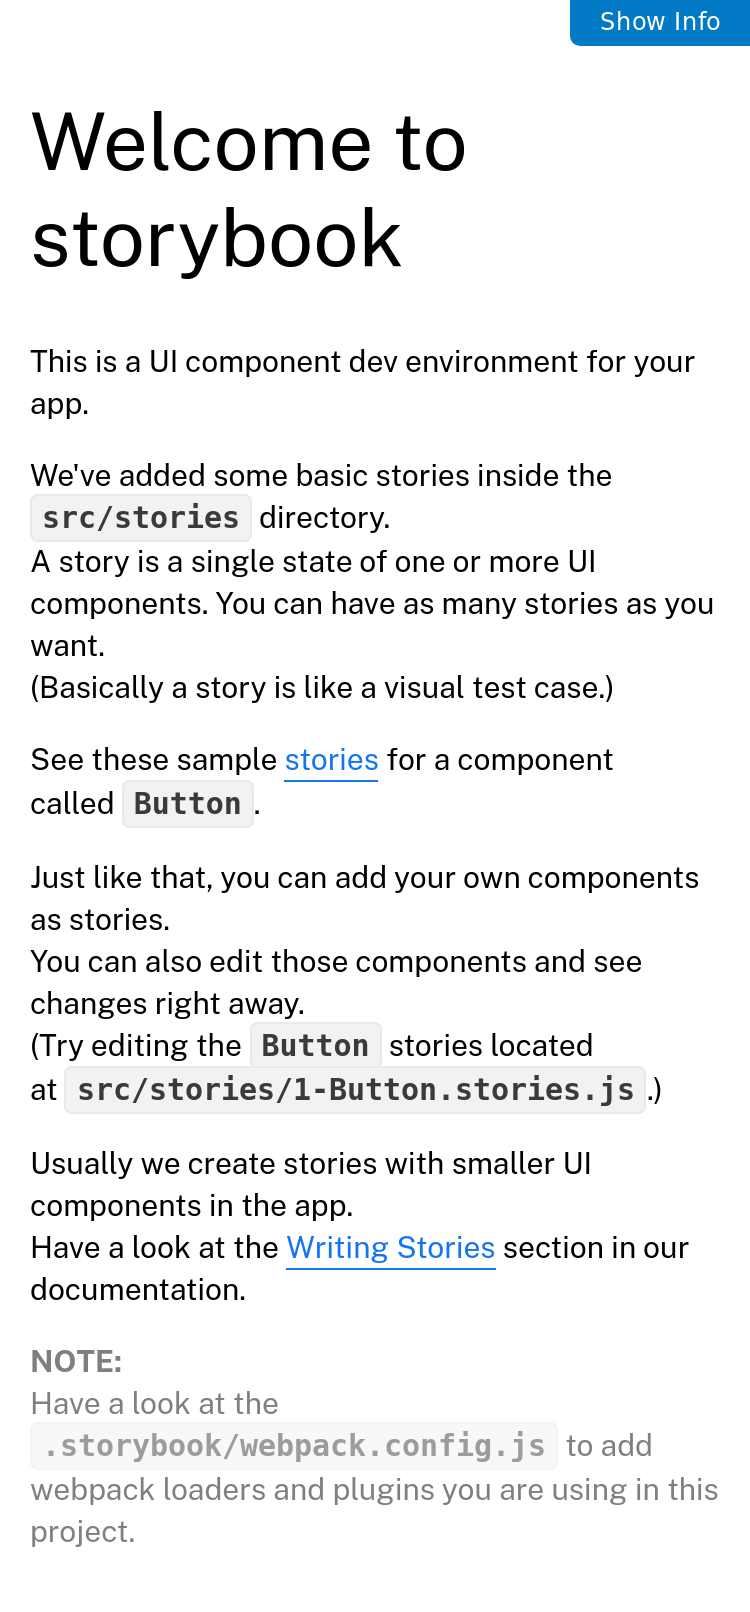 Show Info
Welcome to
storybook
This is a UI component dev environment for your
app.
We've added some basic stories inside the
src/stories directory.
A story is a single state of one or more UI
components. You can have as many stories as you
want.
(Basically a story is like a visual test case.)
See these sample stories for a component
called Button.
Just like that, you can add your own components
as stories.
You can also edit those components and see
changes right away.
(Try editing the Button stories located
at src/stories/1-Button.stories.js.)
Usually we create stories with smaller UI
components in the app.
Have a look at the Writing Stories section in our
documentation.
NOTE:
Have a look at the
.storybook/webpack.config.js to add
webpack loaders and plugins you are using in this
project.